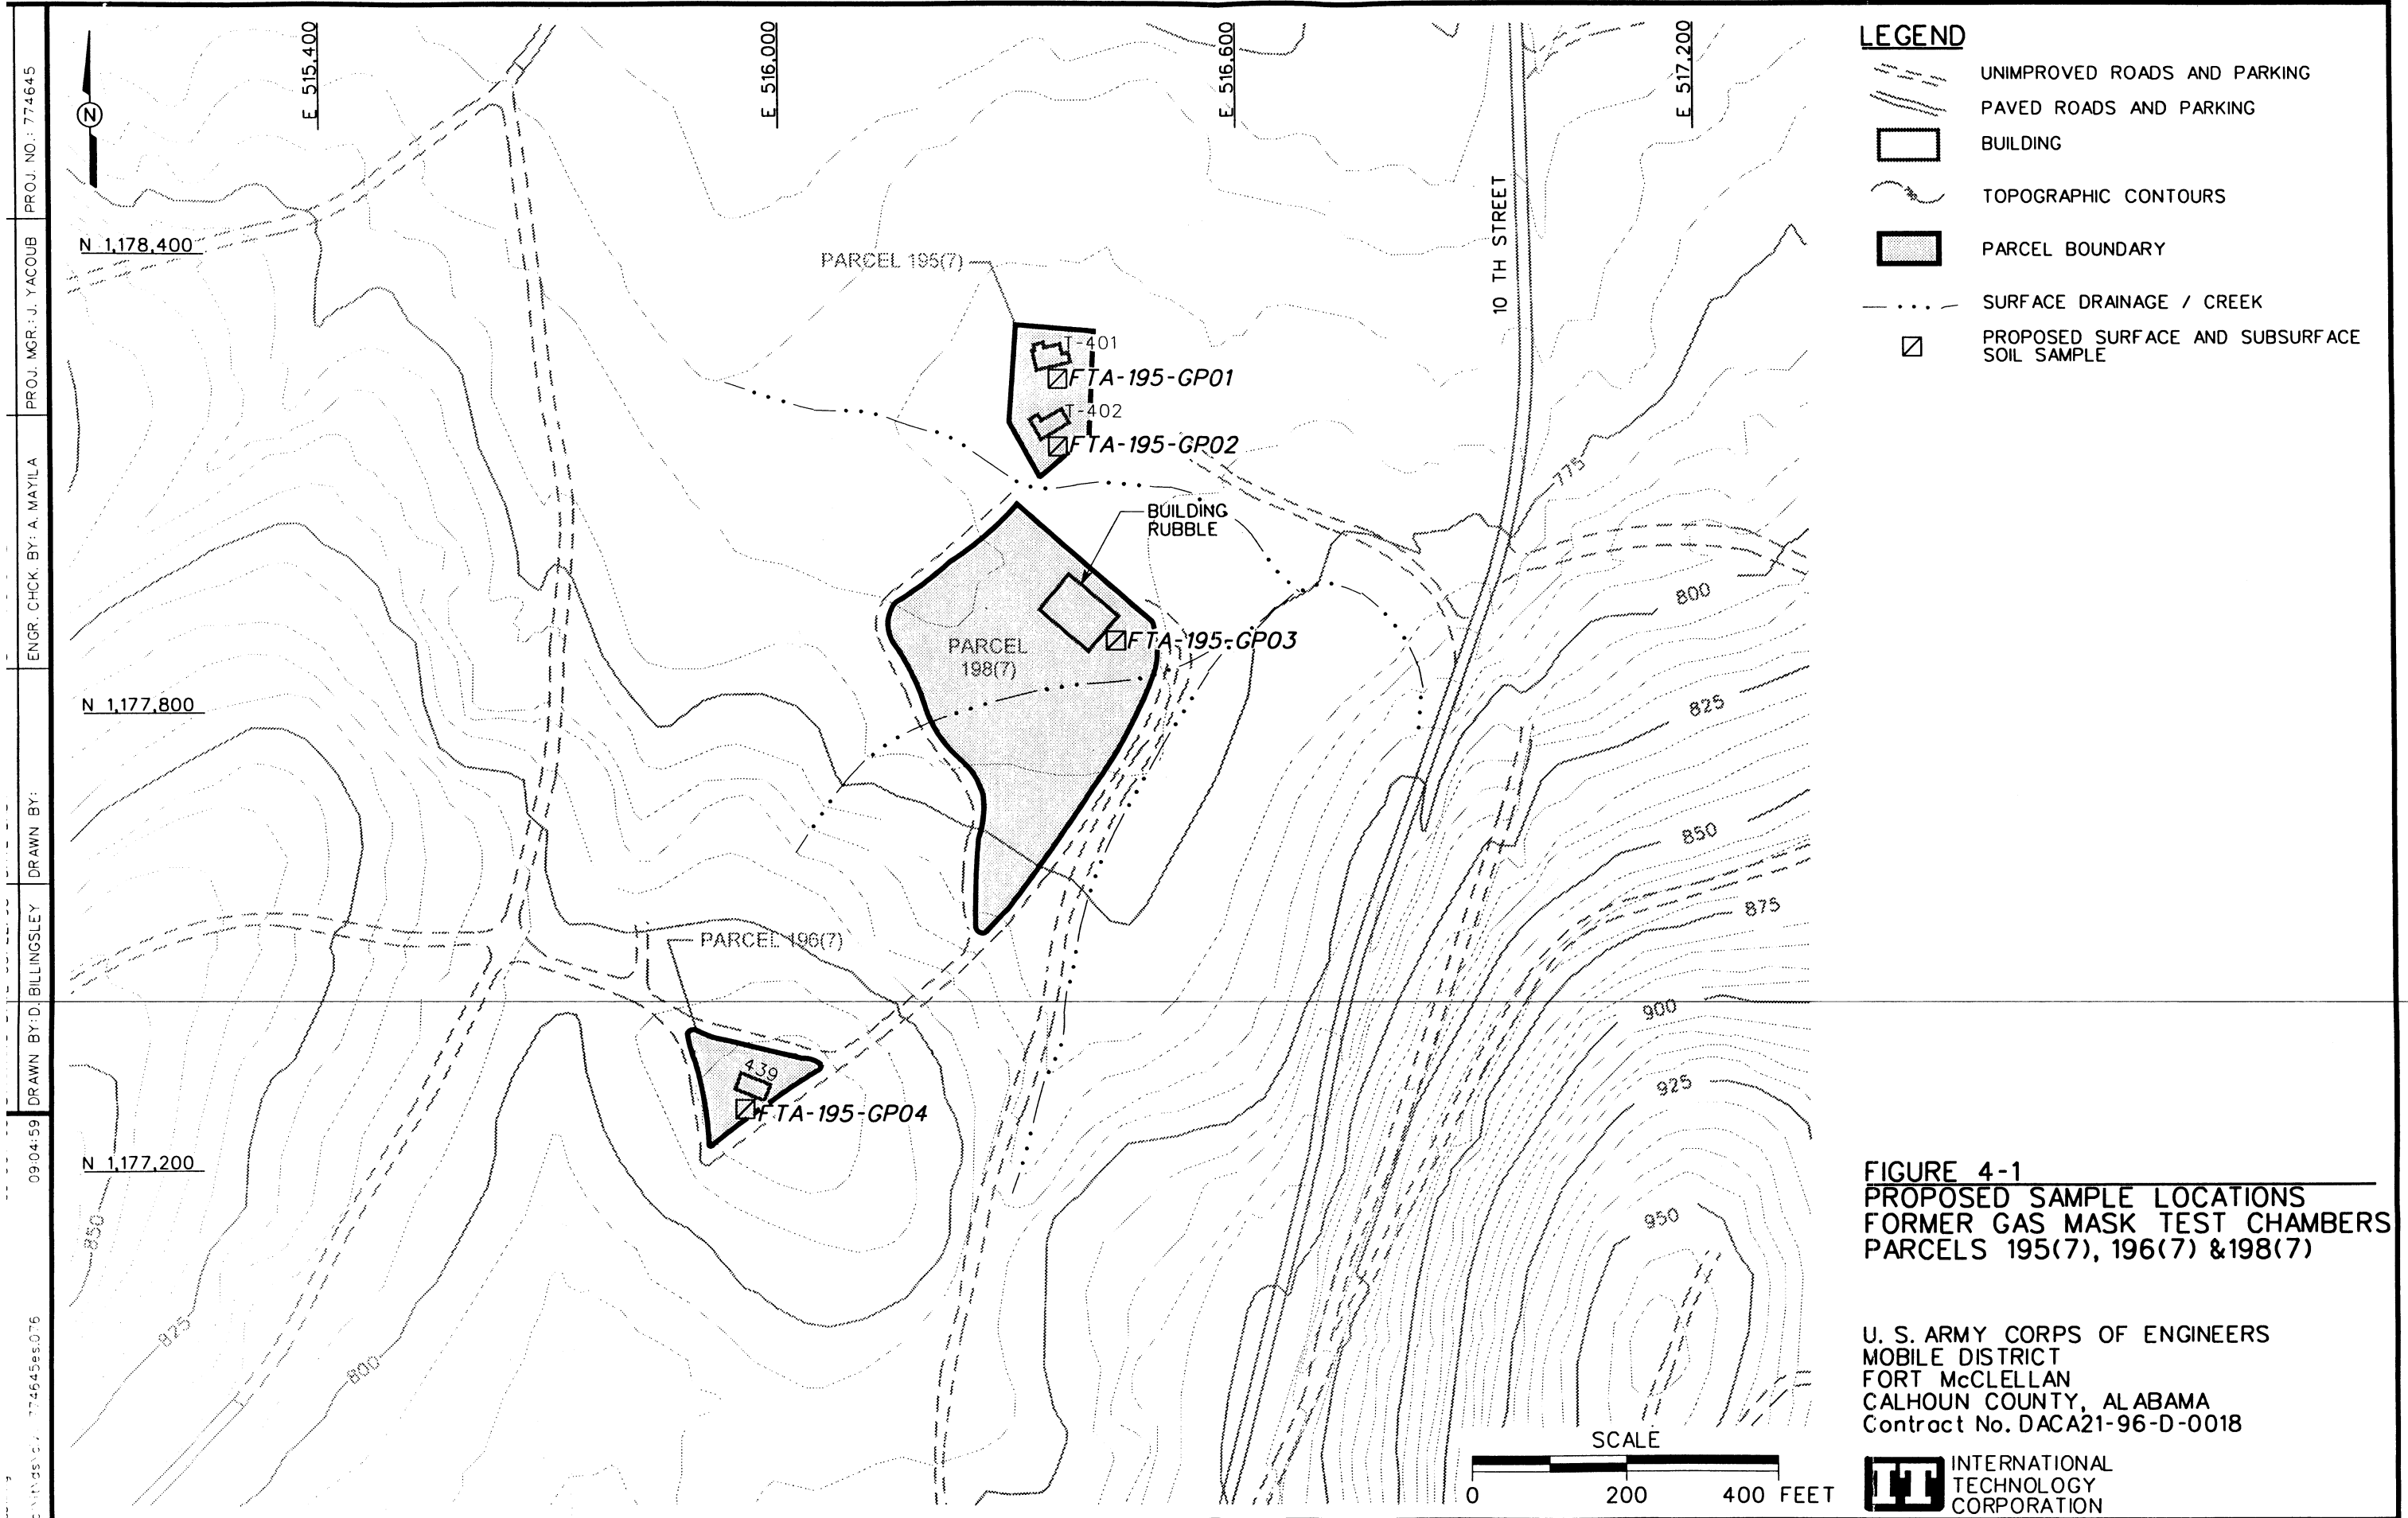 E 515,400
E 516,000
E 516,600
E 517,200
N
N 1,178,400
N 1,177,800
N 1,177,200
10 TH STREET
PARCEL 195(7)
T-401
FTA-195-GP01
T-402
FTA-195-GP02
BUILDING
RUBBLE
PARCEL
198(7)
FTA-195-GP03
PARCEL 196(7)
439
FTA-195-GP04
775
800
825
850
875
900
925
950
850
825
800
SCALE
0 200 400 FEET
LEGEND
UNIMPROVED ROADS AND PARKING
PAVED ROADS AND PARKING
BUILDING
TOPOGRAPHIC CONTOURS
PARCEL BOUNDARY
SURFACE DRAINAGE / CREEK
PROPOSED SURFACE AND SUBSURFACE
SOIL SAMPLE
FIGURE 4-1
PROPOSED SAMPLE LOCATIONS
FORMER GAS MASK TEST CHAMBERS
PARCELS 195(7), 196(7) &198(7)
U. S. ARMY CORPS OF ENGINEERS
MOBILE DISTRICT
FORT McCLELLAN
CALHOUN COUNTY, ALABAMA
Contract No. DACA21-96-D-0018
IT
INTERNATIONAL
TECHNOLOGY
CORPORATION
PROJ. NO.: 774645
PROJ. MGR.: J. YACOUB
ENGR. CHCK. BY: A. MAYILA
DRAWN BY:
DRAWN BY: D. BILLINGSLEY
09:04:59
774645es.076